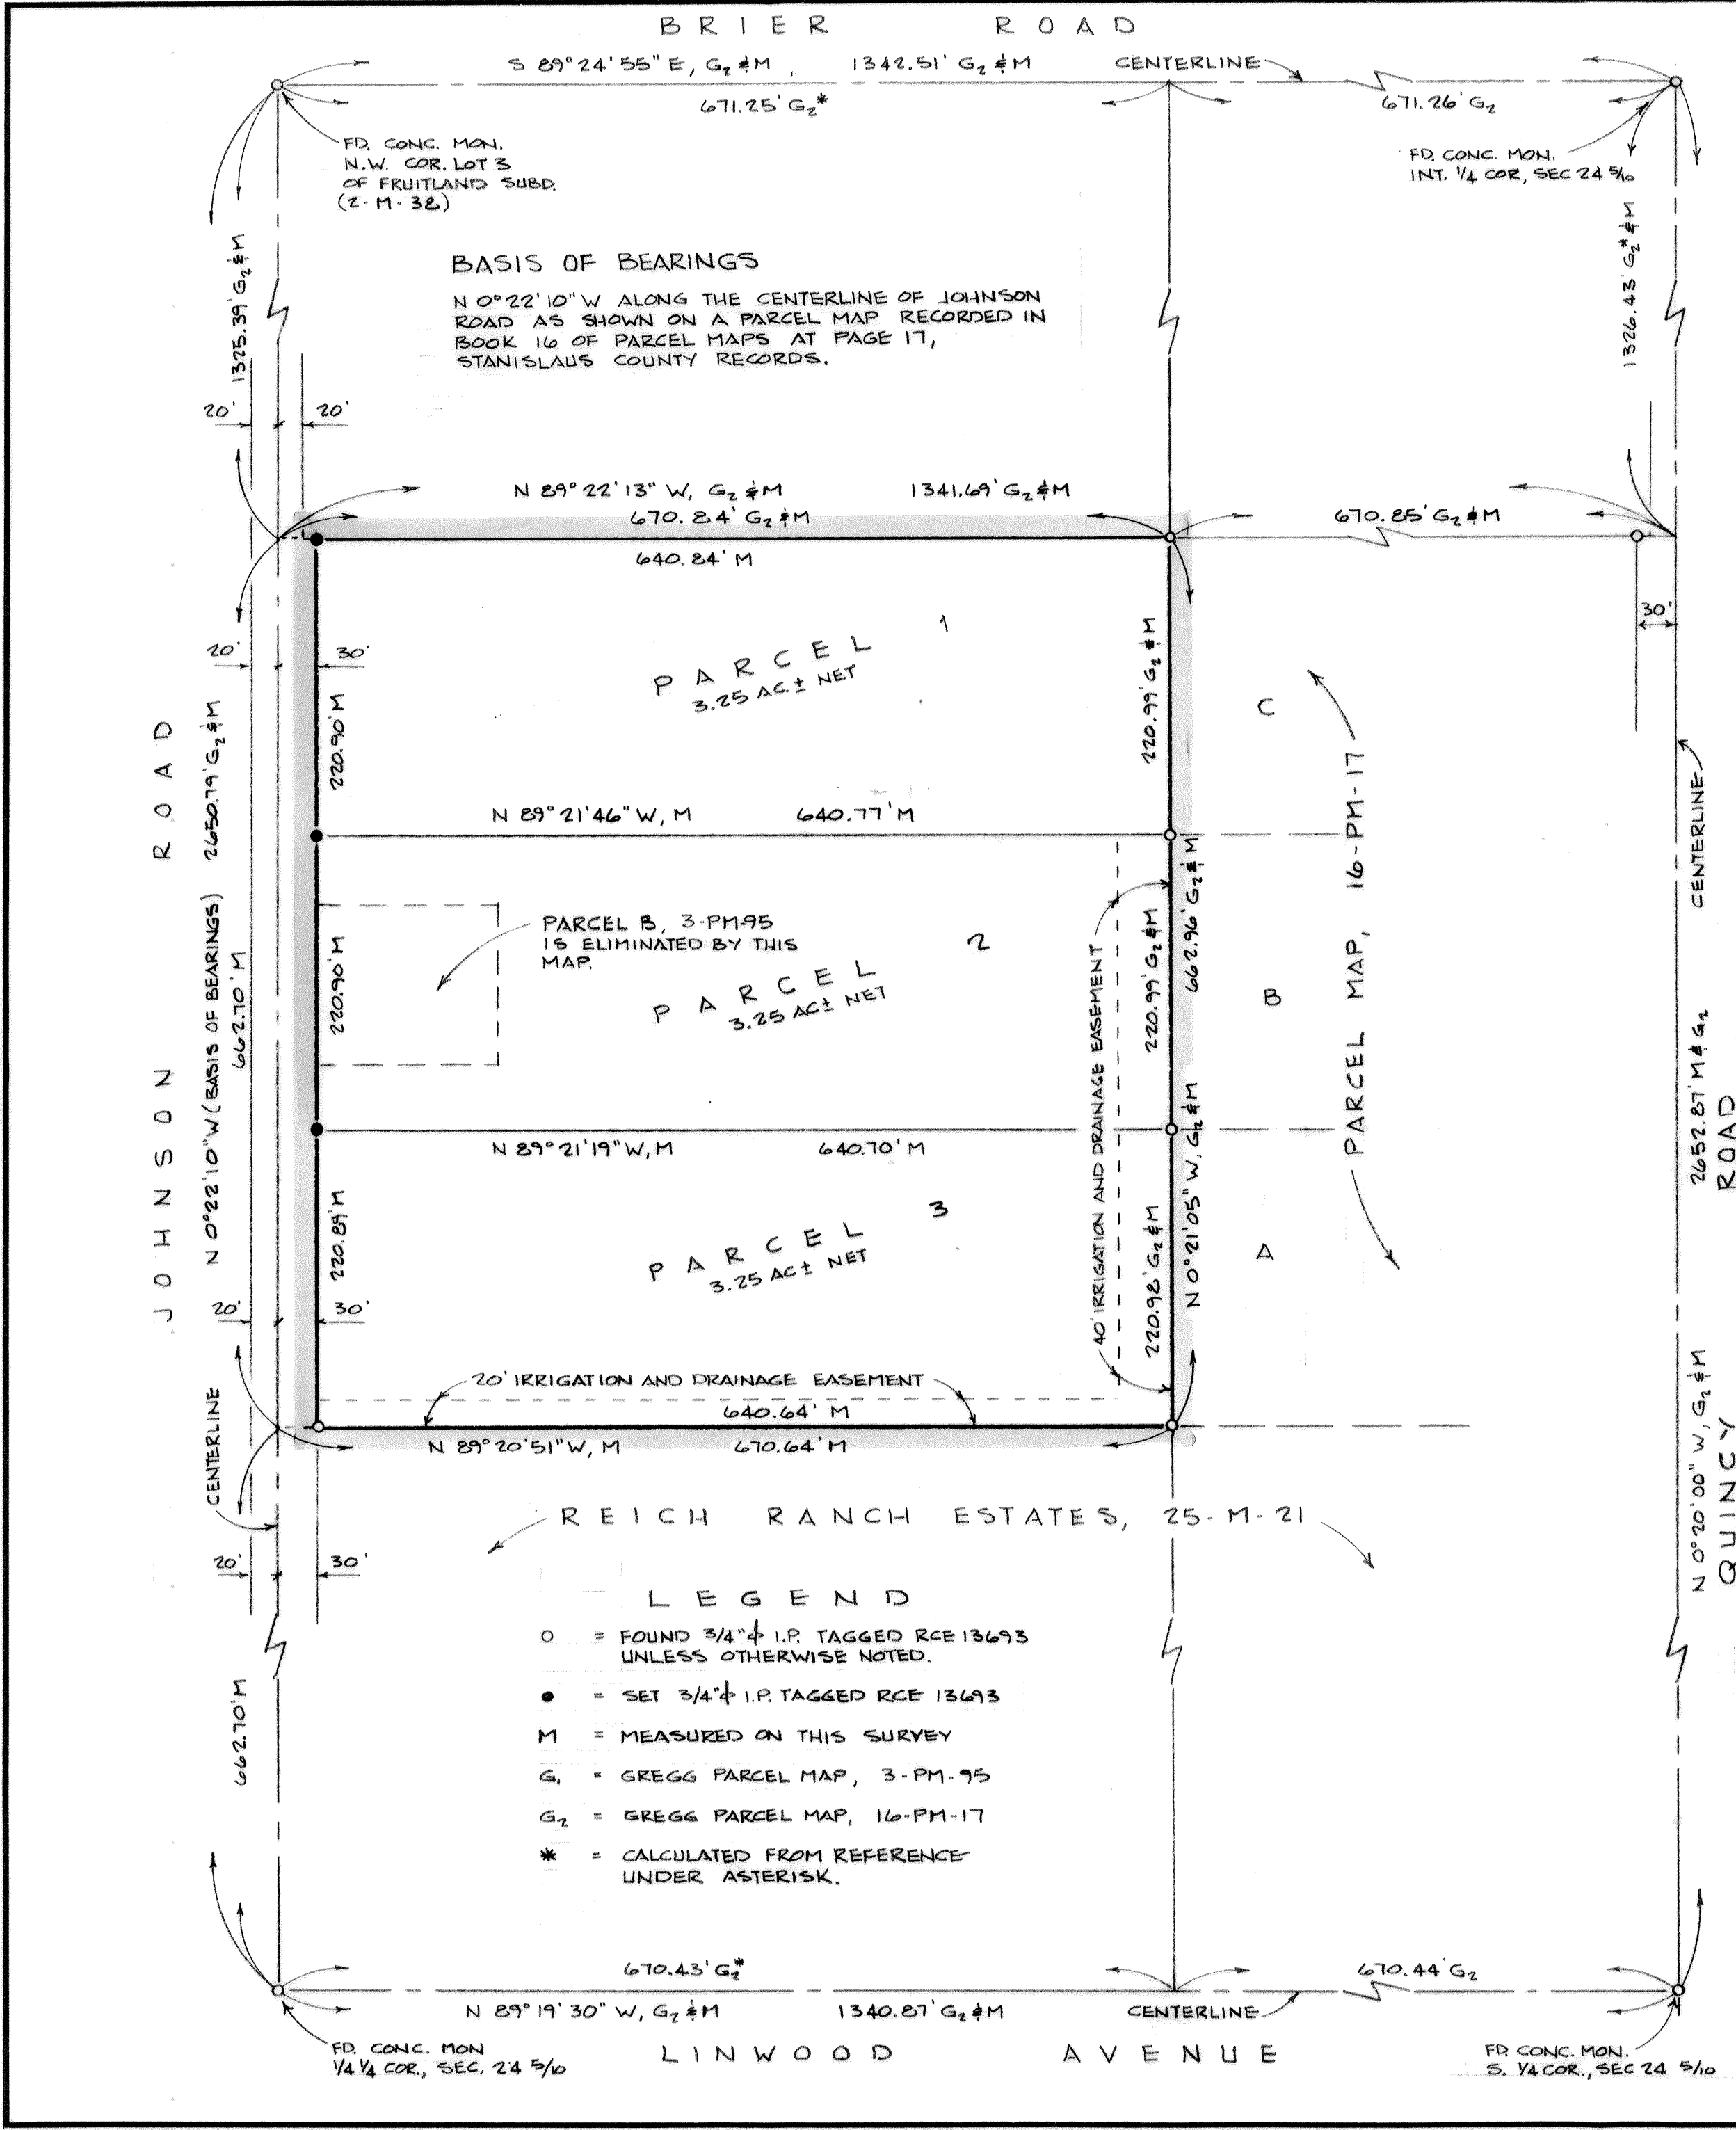 BRIER ROAD
S 89°24'55" E, G₂ & M, 1342.51' G₂ & M
CENTERLINE
671.25' G₂*
671.26' G₂
FD. CONC. MON.
N.W. COR. LOT 3
OF FRUITLAND SUBD.
(2-M-38)
FD. CONC. MON.
INT. 1/4 COR, SEC 24 5/10
1325.39' G₂ & M
1326.43' G₂* & M
BASIS OF BEARINGS
N 0°22'10" W ALONG THE CENTERLINE OF JOHNSON
ROAD AS SHOWN ON A PARCEL MAP RECORDED IN
BOOK 16 OF PARCEL MAPS AT PAGE 17,
STANISLAUS COUNTY RECORDS.
20'
20'
N 89°22'13" W, G₂ & M 1341.69' G₂ & M
670.84' G₂ & M
670.85' G₂ & M
640.84' M
30'
20'
30'
PARCEL 1
3.25 AC.± NET
220.90' M
220.99' G₂ & M
C
N 89°21'46" W, M 640.77' M
PARCEL B, 3-PM-95
IS ELIMINATED BY THIS
MAP.
PARCEL 2
3.25 AC± NET
220.90' M
220.99' G₂ & M
662.96' G₂ & M
B
N 89°21'19" W, M 640.70' M
PARCEL 3
3.25 AC± NET
220.89' M
220.98' G₂ & M
N 0°21'05" W, G₂ & M
A
40' IRRIGATION AND DRAINAGE EASEMENT
PARCEL MAP, 16-PM-17
JOHNSON ROAD
N 0°22'10" W (BASIS OF BEARINGS) 2650.79' G₂ & M
662.70' M
20'
30'
CENTERLINE
2652.87' M & G₂
N 0°20'00" W, G₂ & M
QUINCY ROAD
20' IRRIGATION AND DRAINAGE EASEMENT
640.64' M
N 89°20'51" W, M 670.64' M
CENTERLINE
REICH RANCH ESTATES, 25-M-21
20'
30'
LEGEND
○ = FOUND 3/4"φ I.P. TAGGED RCE 13693
UNLESS OTHERWISE NOTED.
● = SET 3/4"φ I.P. TAGGED RCE 13693
M = MEASURED ON THIS SURVEY
G₁ = GREGG PARCEL MAP, 3-PM-95
G₂ = GREGG PARCEL MAP, 16-PM-17
* = CALCULATED FROM REFERENCE
UNDER ASTERISK.
662.70' M
670.43' G₂*
670.44' G₂
N 89°19'30" W, G₂ & M 1340.87' G₂ & M
CENTERLINE
FD. CONC. MON
1/4 1/4 COR., SEC. 24 5/10
LINWOOD AVENUE
FD. CONC. MON.
S. 1/4 COR., SEC 24 5/10